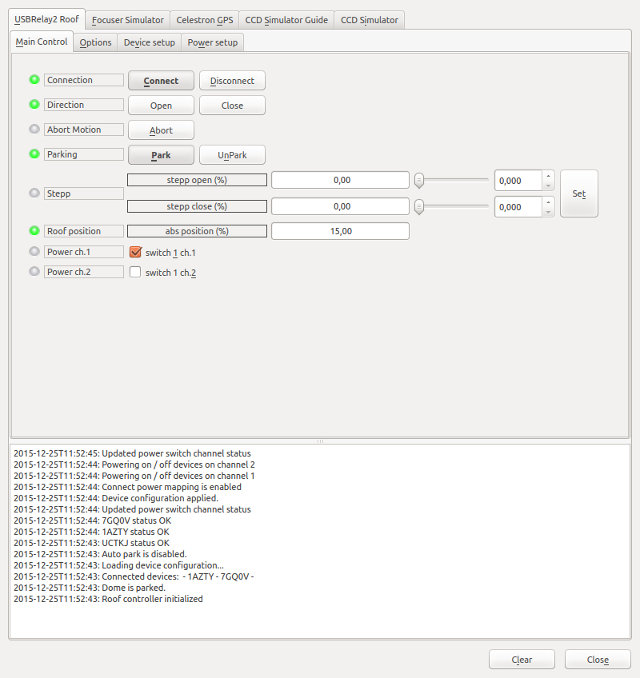 USBRelay2 Roof Focuser Simulator Celestron GPS CCD Simulator Guide CCD Simulator
Main Control Options Device setup Power setup
Connection Connect Disconnect
Direction Open Close
Abort Motion Abort
Parking Park UnPark
stepp open (%) 0,00 0,000
Stepp Set
stepp close (%) 0,00 0,000
Roof position abs position (%) 15,00
Power ch.1 switch 1 ch.1
Power ch.2 switch 1 ch.2
2015-12-25T11:52:45: Updated power switch channel status
2015-12-25T11:52:44: Powering on / off devices on channel 2
2015-12-25T11:52:44: Powering on / off devices on channel 1
2015-12-25T11:52:44: Connect power mapping is enabled
2015-12-25T11:52:44: Device configuration applied.
2015-12-25T11:52:44: Updated power switch channel status
2015-12-25T11:52:44: 7GQ0V status OK
2015-12-25T11:52:44: 1AZTY status OK
2015-12-25T11:52:43: UCTKJ status OK
2015-12-25T11:52:43: Auto park is disabled.
2015-12-25T11:52:43: Loading device configuration...
2015-12-25T11:52:43: Connected devices: - 1AZTY - 7GQ0V -
2015-12-25T11:52:43: Dome is parked.
2015-12-25T11:52:43: Roof controller initialized
Clear Close